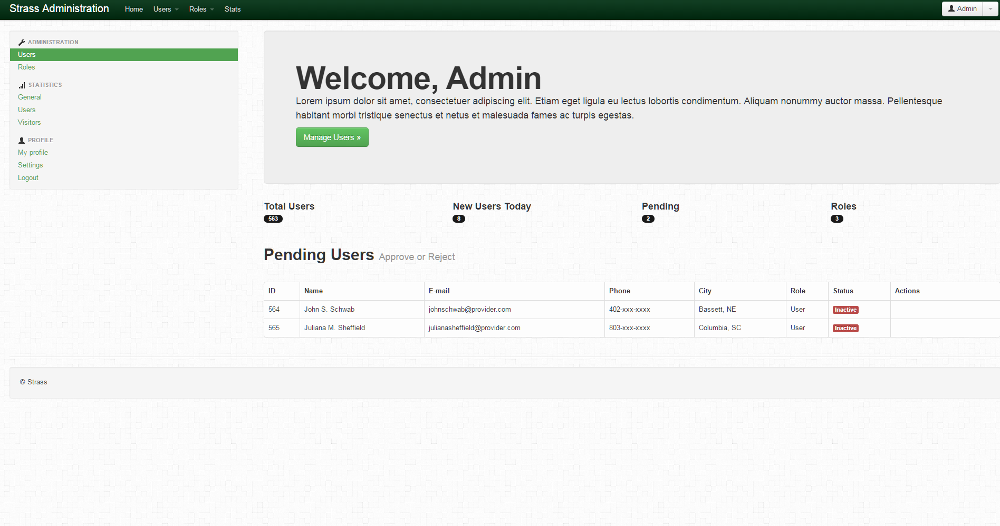 Strass Administration Home Users Roles Stats Admin
ADMINISTRATION
Users
Roles
STATISTICS
General
Users
Visitors
PROFILE
My profile
Settings
Logout
Welcome, Admin
Lorem ipsum dolor sit amet, consectetuer adipiscing elit. Etiam eget ligula eu lectus lobortis condimentum. Aliquam nonummy auctor massa. Pellentesque
habitant morbi tristique senectus et netus et malesuada fames ac turpis egestas.
Manage Users »
Total Users New Users Today Pending Roles
563 8 2 3
Pending Users Approve or Reject
ID Name E-mail Phone City Role Status Actions
564 John S. Schwab johnschwab@provider.com 402-xxx-xxxx Bassett, NE User Inactive
565 Juliana M. Sheffield julianasheffield@provider.com 803-xxx-xxxx Columbia, SC User Inactive
© Strass